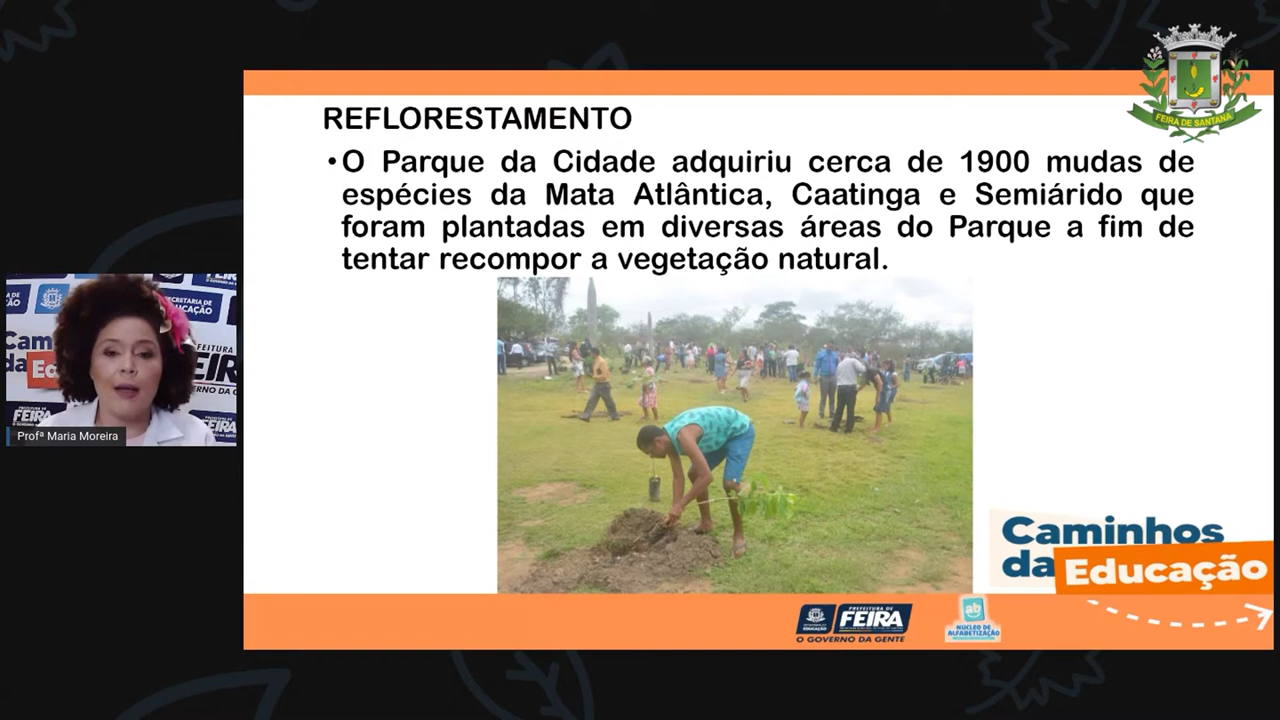 FEIRA DE SANTANA
REFLORESTAMENTO
•O Parque da Cidade adquiriu cerca de 1900 mudas de
espécies da Mata Atlântica, Caatinga e Semiárido que
foram plantadas em diversas áreas do Parque a fim de
tentar recompor a vegetação natural.
Profª Maria Moreira
Caminhos
da Educação
EDUCAÇÃO
PREFEITURA DE
FEIRA
O GOVERNO DA GENTE
ab
NÚCLEO DE
ALFABETIZAÇÃO